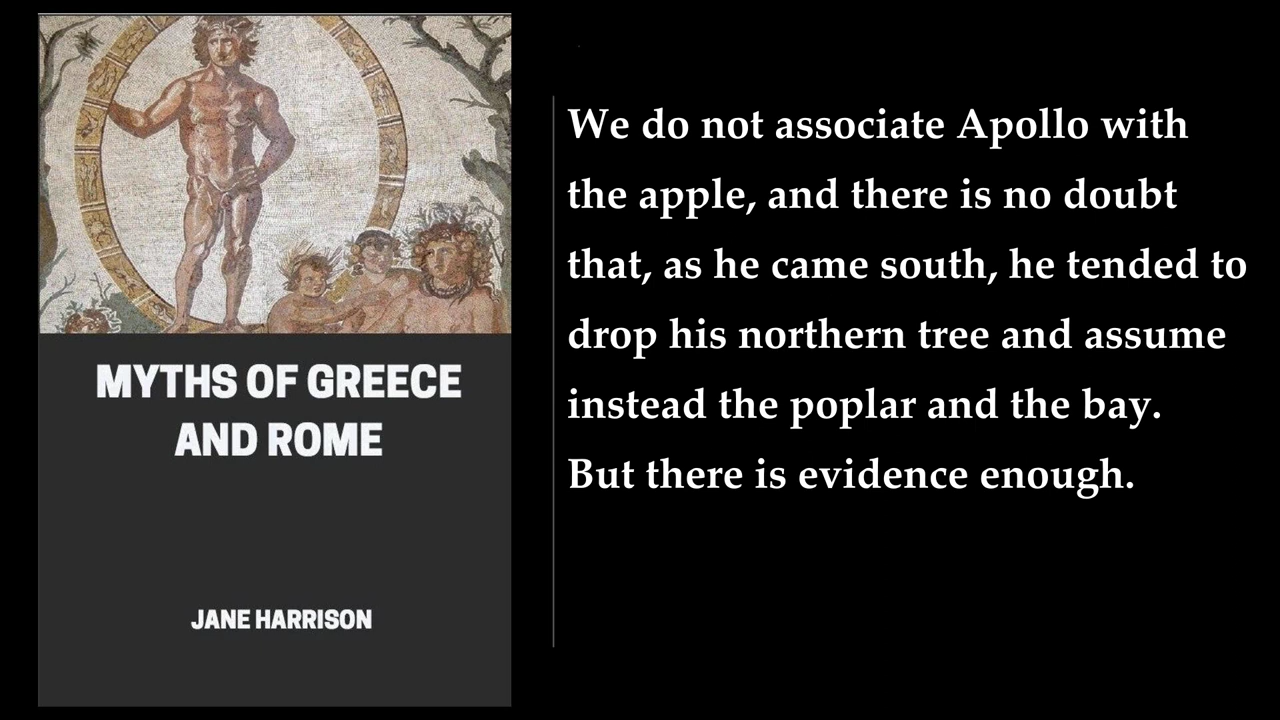 MYTHS OF GREECE
AND ROME
JANE HARRISON
We do not associate Apollo with
the apple, and there is no doubt
that, as he came south, he tended to
drop his northern tree and assume
instead the poplar and the bay.
But there is evidence enough.